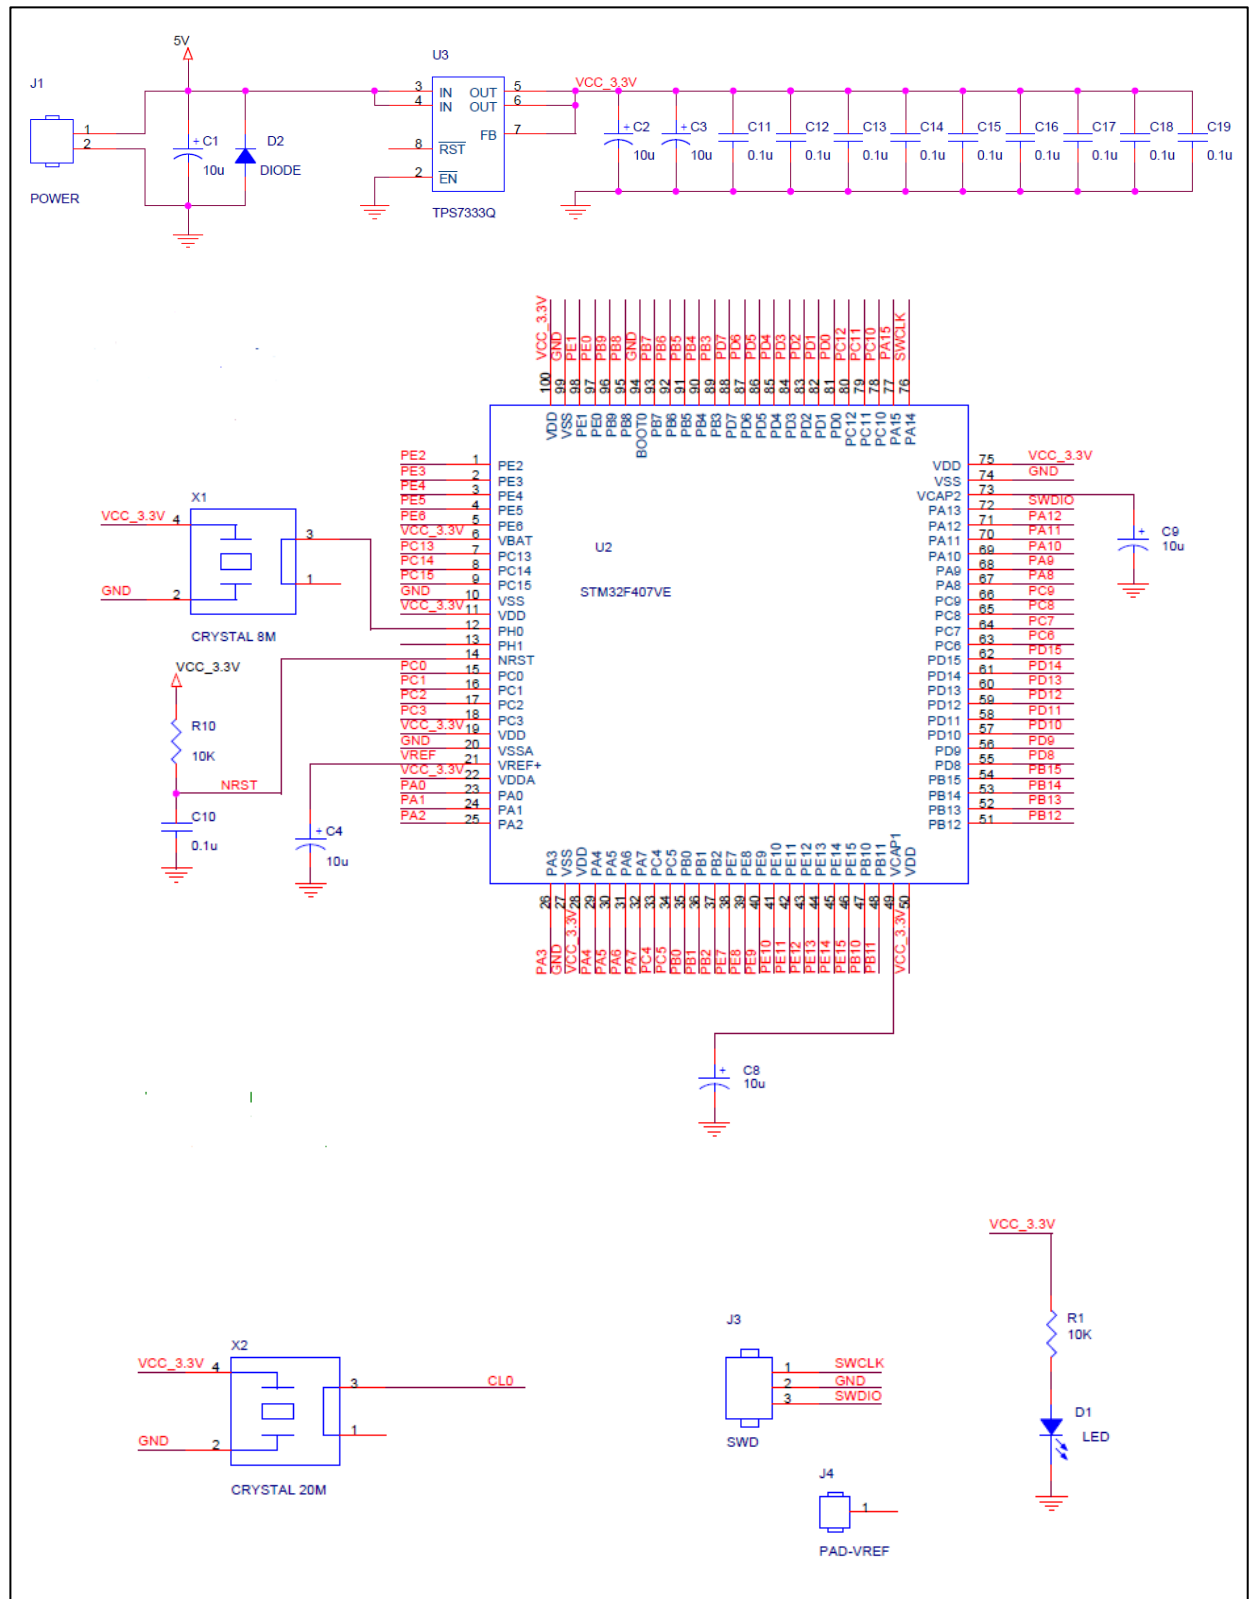 5V
J1
1
2
POWER
+ C1
10u
D2
DIODE
U3
3 IN OUT 5
4 IN OUT 6
FB 7
8 RST
2 EN
TPS7333Q
VCC_3.3V
+ C2
10u
+ C3
10u
C11
0.1u
C12
0.1u
C13
0.1u
C14
0.1u
C15
0.1u
C16
0.1u
C17
0.1u
C18
0.1u
C19
0.1u
VCC_3.3V 100 VDD
GND 99 VSS
PE1 98 PE1
PE0 97 PE0
PB9 96 PB9
PB8 95 PB8
GND 94 BOOT0
PB7 93 PB7
PB6 92 PB6
PB5 91 PB5
PB4 90 PB4
PB3 89 PB3
PD7 88 PD7
PD6 87 PD6
PD5 86 PD5
PD4 85 PD4
PD3 84 PD3
PD2 83 PD2
PD1 82 PD1
PD0 81 PD0
PC12 80 PC12
PC11 79 PC11
PC10 78 PC10
PA15 77 PA15
SWCLK 76 PA14
PE2 1 PE2
PE3 2 PE3
PE4 3 PE4
PE5 4 PE5
PE6 5 PE6
VCC_3.3V 6 VBAT
PC13 7 PC13
PC14 8 PC14
PC15 9 PC15
GND 10 VSS
VCC_3.3V 11 VDD
12 PH0
13 PH1
14 NRST
PC0 15 PC0
PC1 16 PC1
PC2 17 PC2
PC3 18 PC3
VCC_3.3V 19 VDD
GND 20 VSSA
VREF 21 VREF+
VCC_3.3V 22 VDDA
PA0 23 PA0
PA1 24 PA1
PA2 25 PA2
U2
STM32F407VE
VDD 75 VCC_3.3V
VSS 74 GND
VCAP2 73
PA13 72 SWDIO
PA12 71 PA12
PA11 70 PA11
PA10 69 PA10
PA9 68 PA9
PA8 67 PA8
PC9 66 PC9
PC8 65 PC8
PC7 64 PC7
PC6 63 PC6
PD15 62 PD15
PD14 61 PD14
PD13 60 PD13
PD12 59 PD12
PD11 58 PD11
PD10 57 PD10
PD9 56 PD9
PD8 55 PD8
PB15 54 PB15
PB14 53 PB14
PB13 52 PB13
PB12 51 PB12
+ C9
10u
PA3 26 PA3
VSS 27 GND
VDD 28 VCC_3.3V
PA4 29 PA4
PA5 30 PA5
PA6 31 PA6
PA7 32 PA7
PC4 33 PC4
PC5 34 PC5
PB0 35 PB0
PB1 36 PB1
PB2 37 PB2
PE7 38 PE7
PE8 39 PE8
PE9 40 PE9
PE10 41 PE10
PE11 42 PE11
PE12 43 PE12
PE13 44 PE13
PE14 45 PE14
PE15 46 PE15
PB10 47 PB10
PB11 48 PB11
VCAP1 49
VDD 50 VCC_3.3V
X1
VCC_3.3V 4
3
GND 2
1
CRYSTAL 8M
VCC_3.3V
R10
10K
NRST
C10
0.1u
+ C4
10u
+ C8
10u
VCC_3.3V
R1
10K
D1
LED
X2
VCC_3.3V 4
3 CL0
GND 2
1
CRYSTAL 20M
J3
1 SWCLK
2 GND
3 SWDIO
SWD
J4
1
PAD-VREF